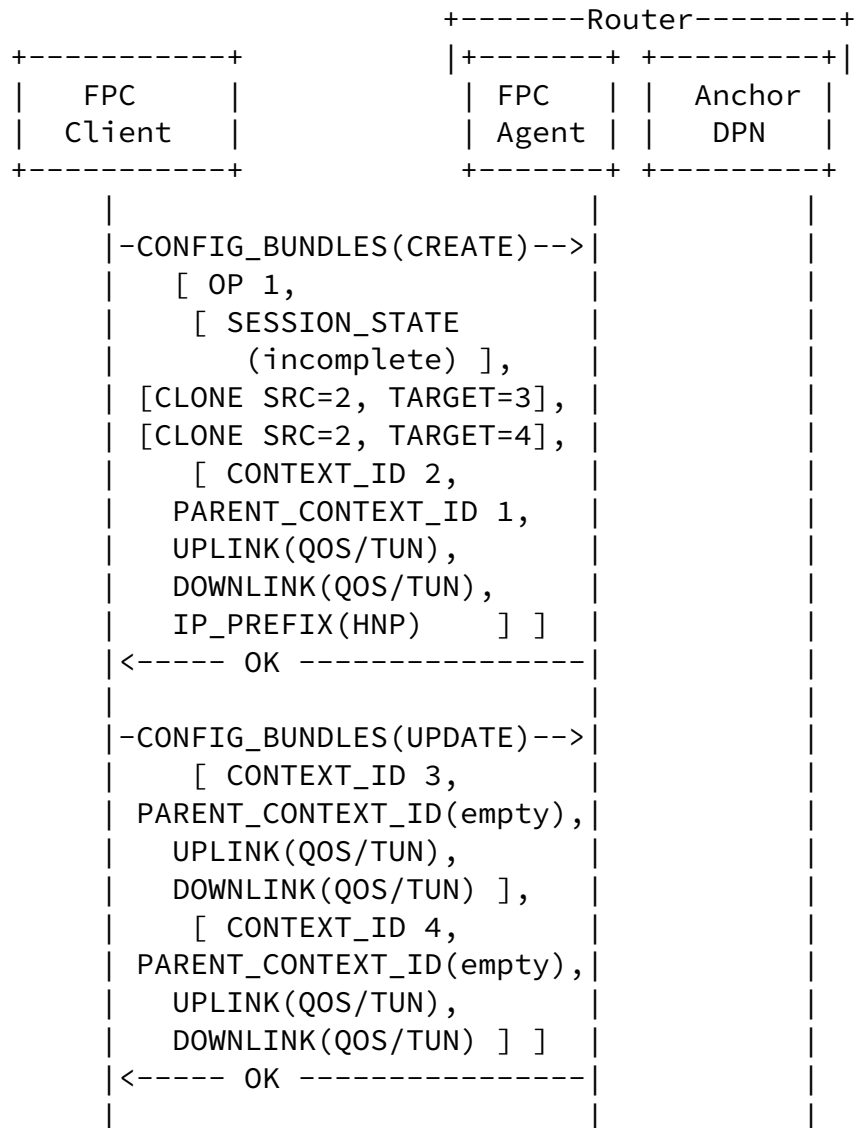 +-------Router--------+
+-----------+            |+-------+ +---------+|
|    FPC    |            | FPC   | |  Anchor |
|   Client  |            | Agent | |   DPN   |
+-----------+            +-------+ +---------+
|                          |           |
|-CONFIG_BUNDLES(CREATE)-->|           |
|   [ OP 1,                |           |
|    [ SESSION_STATE       |           |
|       (incomplete) ],    |           |
| [CLONE SRC=2, TARGET=3], |           |
| [CLONE SRC=2, TARGET=4], |           |
|    [ CONTEXT_ID 2,       |           |
|   PARENT_CONTEXT_ID 1,   |           |
|   UPLINK(QOS/TUN),       |           |
|   DOWNLINK(QOS/TUN),     |           |
|   IP_PREFIX(HNP)   ] ]   |           |
|<----- OK ----------------|           |
|                          |           |
|-CONFIG_BUNDLES(UPDATE)-->|           |
|    [ CONTEXT_ID 3,       |           |
| PARENT_CONTEXT_ID(empty),|           |
|   UPLINK(QOS/TUN),       |           |
|   DOWNLINK(QOS/TUN) ],   |           |
|    [ CONTEXT_ID 4,       |           |
| PARENT_CONTEXT_ID(empty),|           |
|   UPLINK(QOS/TUN),       |           |
|   DOWNLINK(QOS/TUN) ] ]  |           |
|<----- OK ----------------|           |
|                          |           |